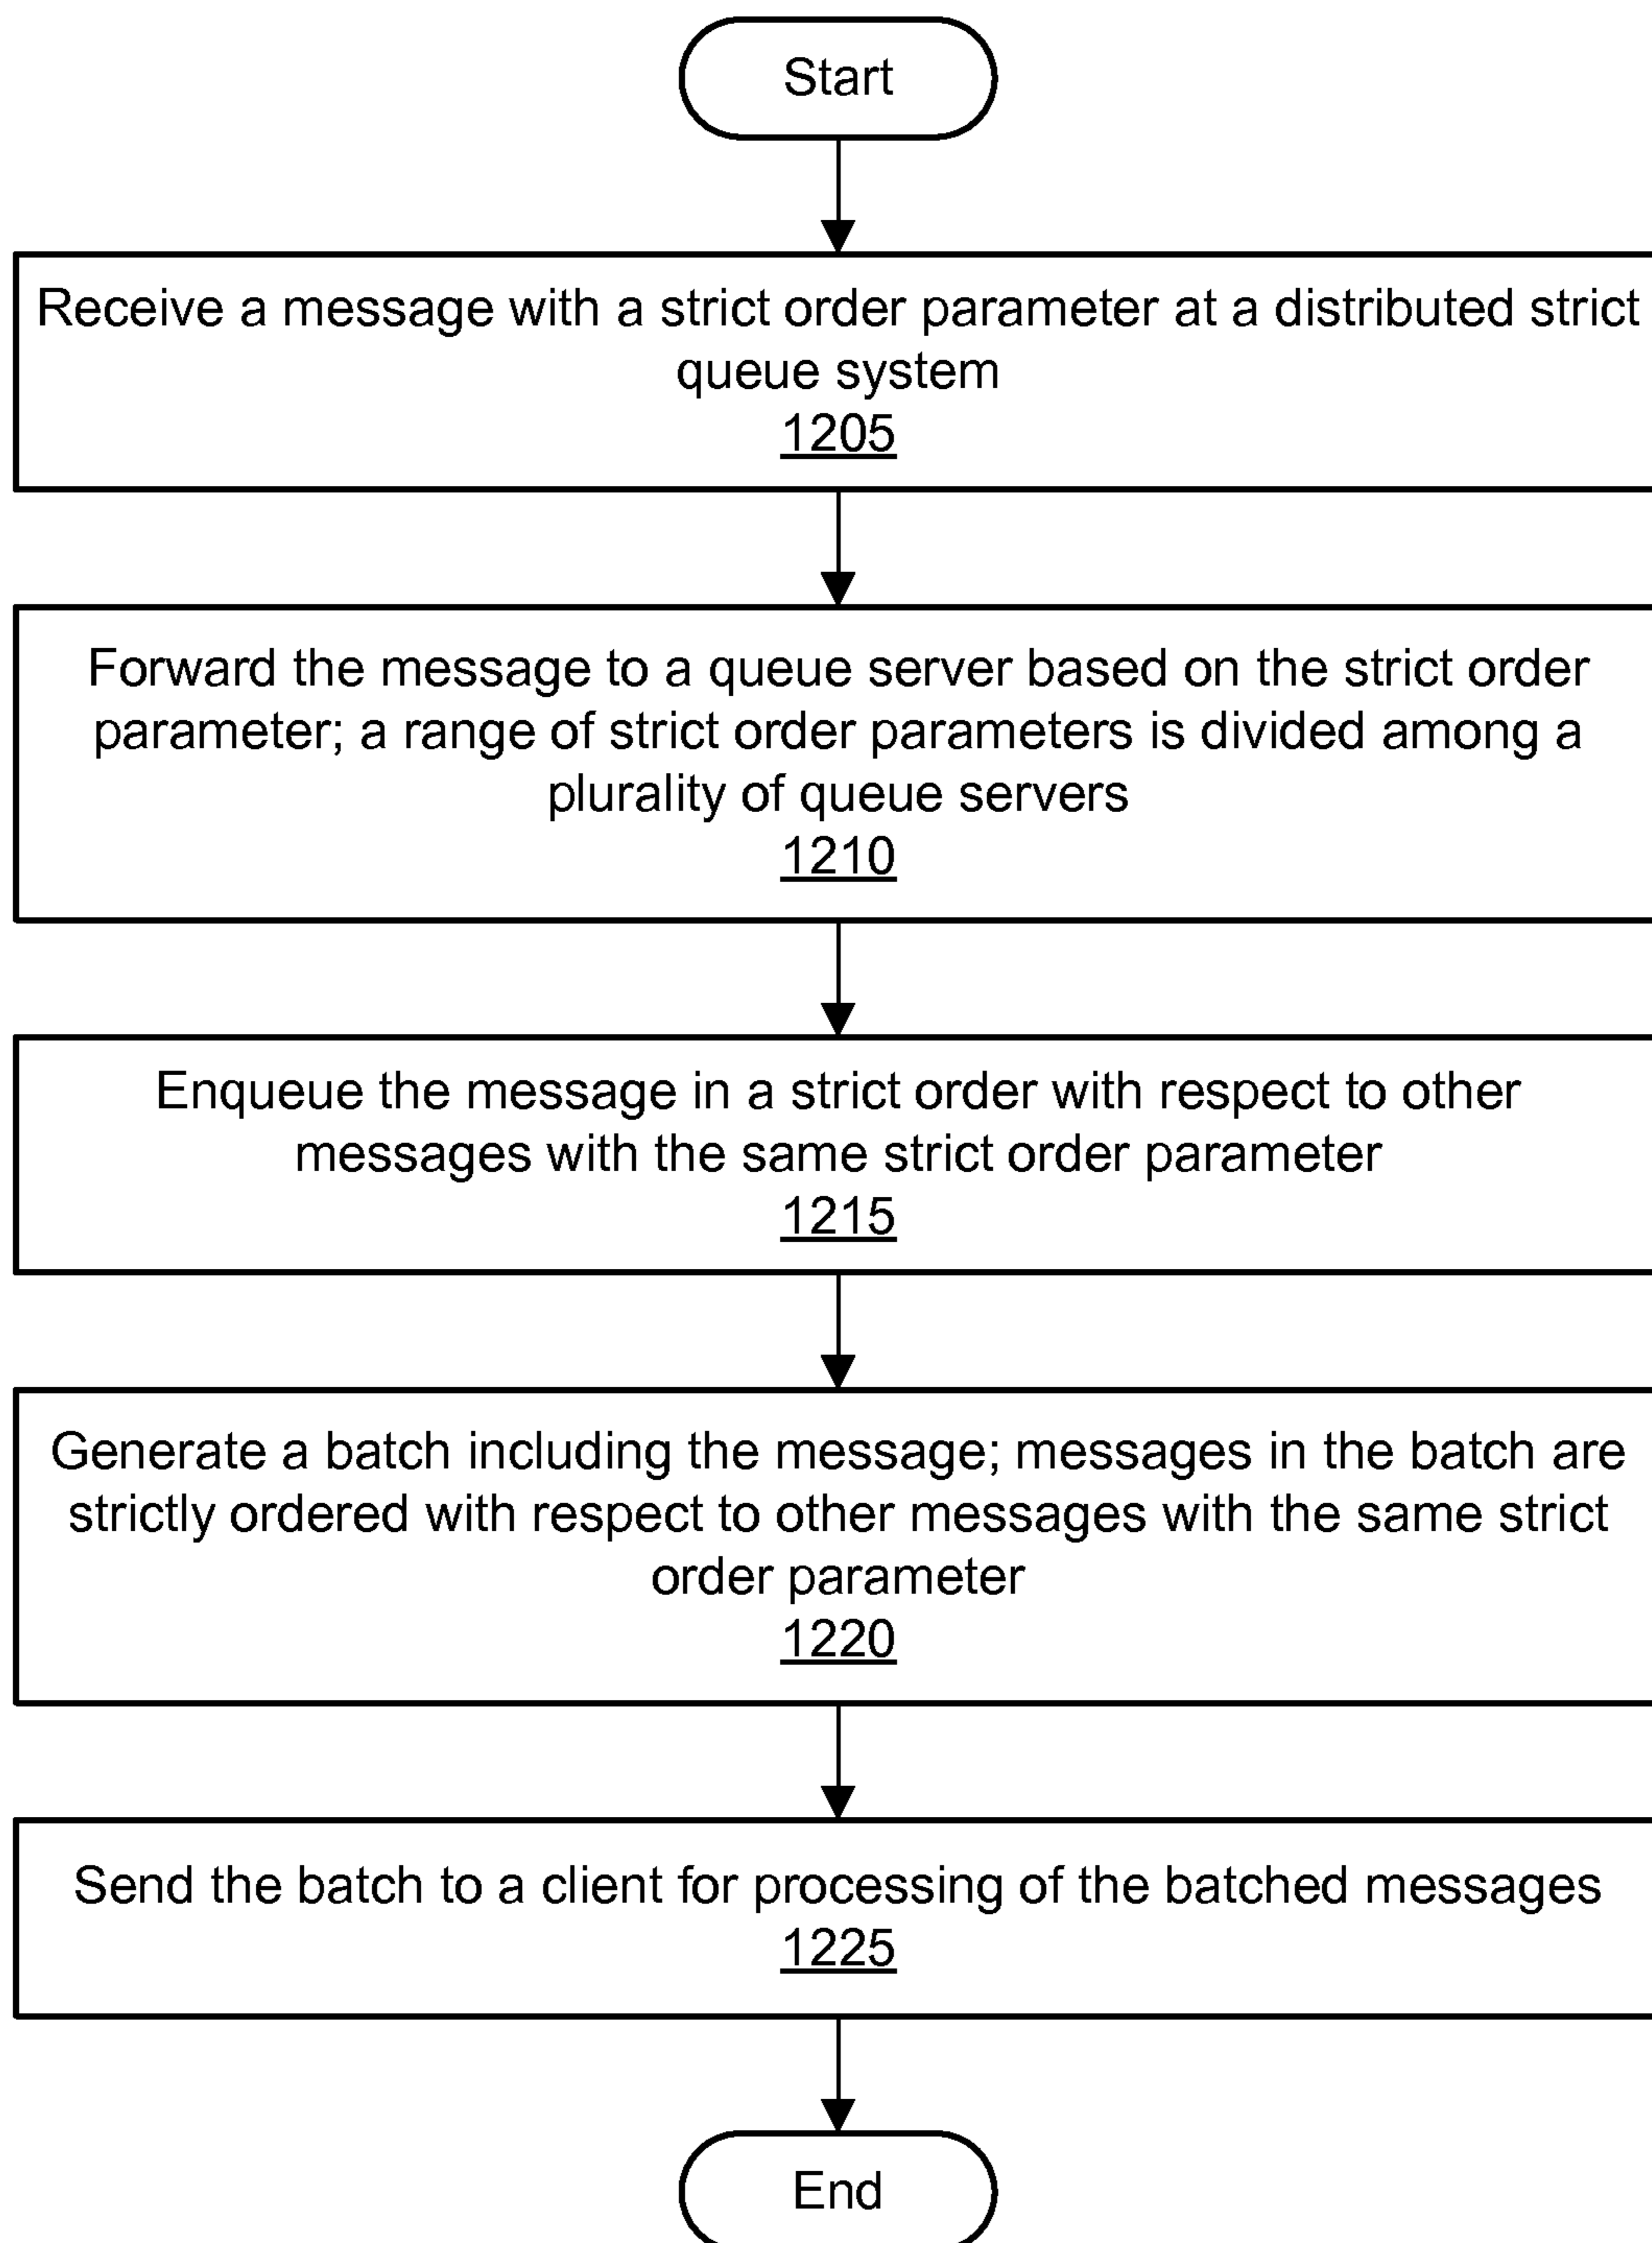 Start
Receive a message with a strict order parameter at a distributed strict
queue system
1205
Forward the message to a queue server based on the strict order
parameter; a range of strict order parameters is divided among a
plurality of queue servers
1210
Enqueue the message in a strict order with respect to other
messages with the same strict order parameter
1215
Generate a batch including the message; messages in the batch are
strictly ordered with respect to other messages with the same strict
order parameter
1220
Send the batch to a client for processing of the batched messages
1225
End